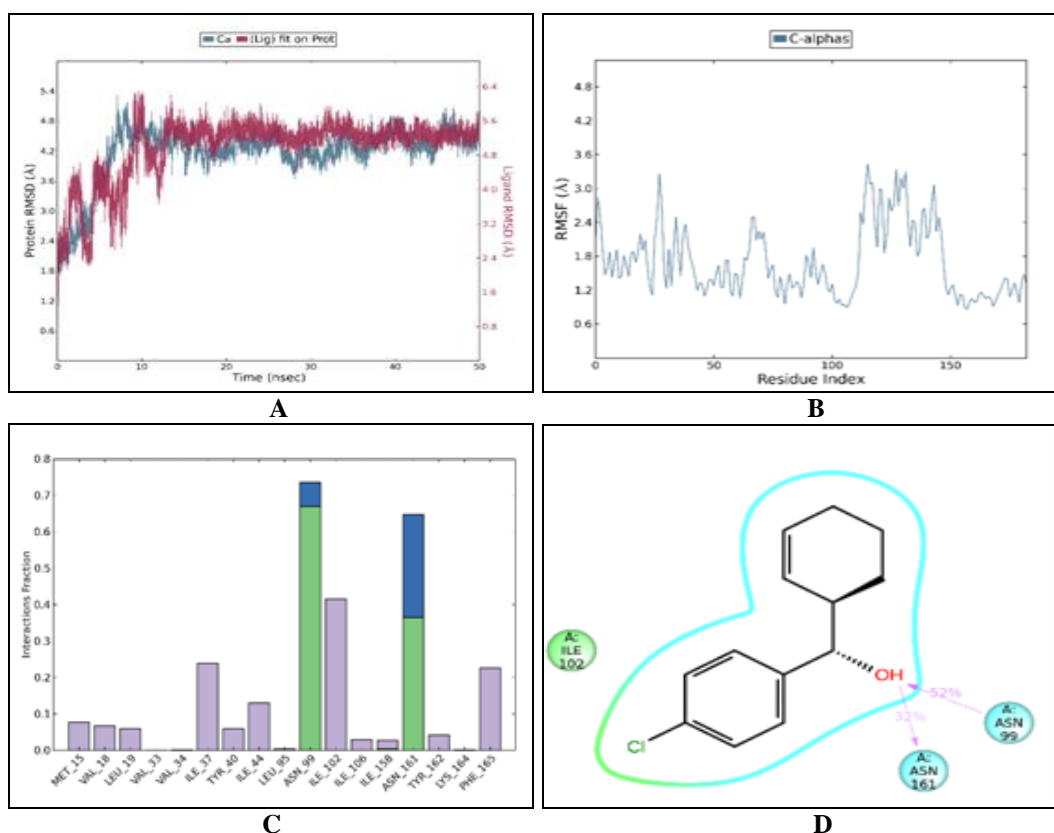 Ca (Lig) fit on Prot
Protein RMSD (Å)
5.4
4.8
4.2
3.6
3.0
2.4
1.8
1.2
0.6
6.4
5.6
4.8
4.0
3.2
2.4
1.6
0.8
Ligand RMSD (Å)
0 10 20 30 40 50
Time (nsec)
A
C-alphas
RMSF (Å)
4.8
3.6
3.0
2.4
1.8
1.2
0.6
0 50 100 150
Residue Index
B
Interactions Fraction
0.8
0.7
0.6
0.5
0.4
0.3
0.2
0.1
0.0
MET_15 VAL_18 LEU_19 VAL_33 VAL_34 ILE_37 TYR_40 ILE_44 LEU_95 ASN_99 ILE_102 ILE_106 ILE_158 ASN_161 TYR_162 LYS_164 PHE_165
C
A:
ILE
102
Cl
OH
52%
32%
A:
ASN
99
A:
ASN
161
D